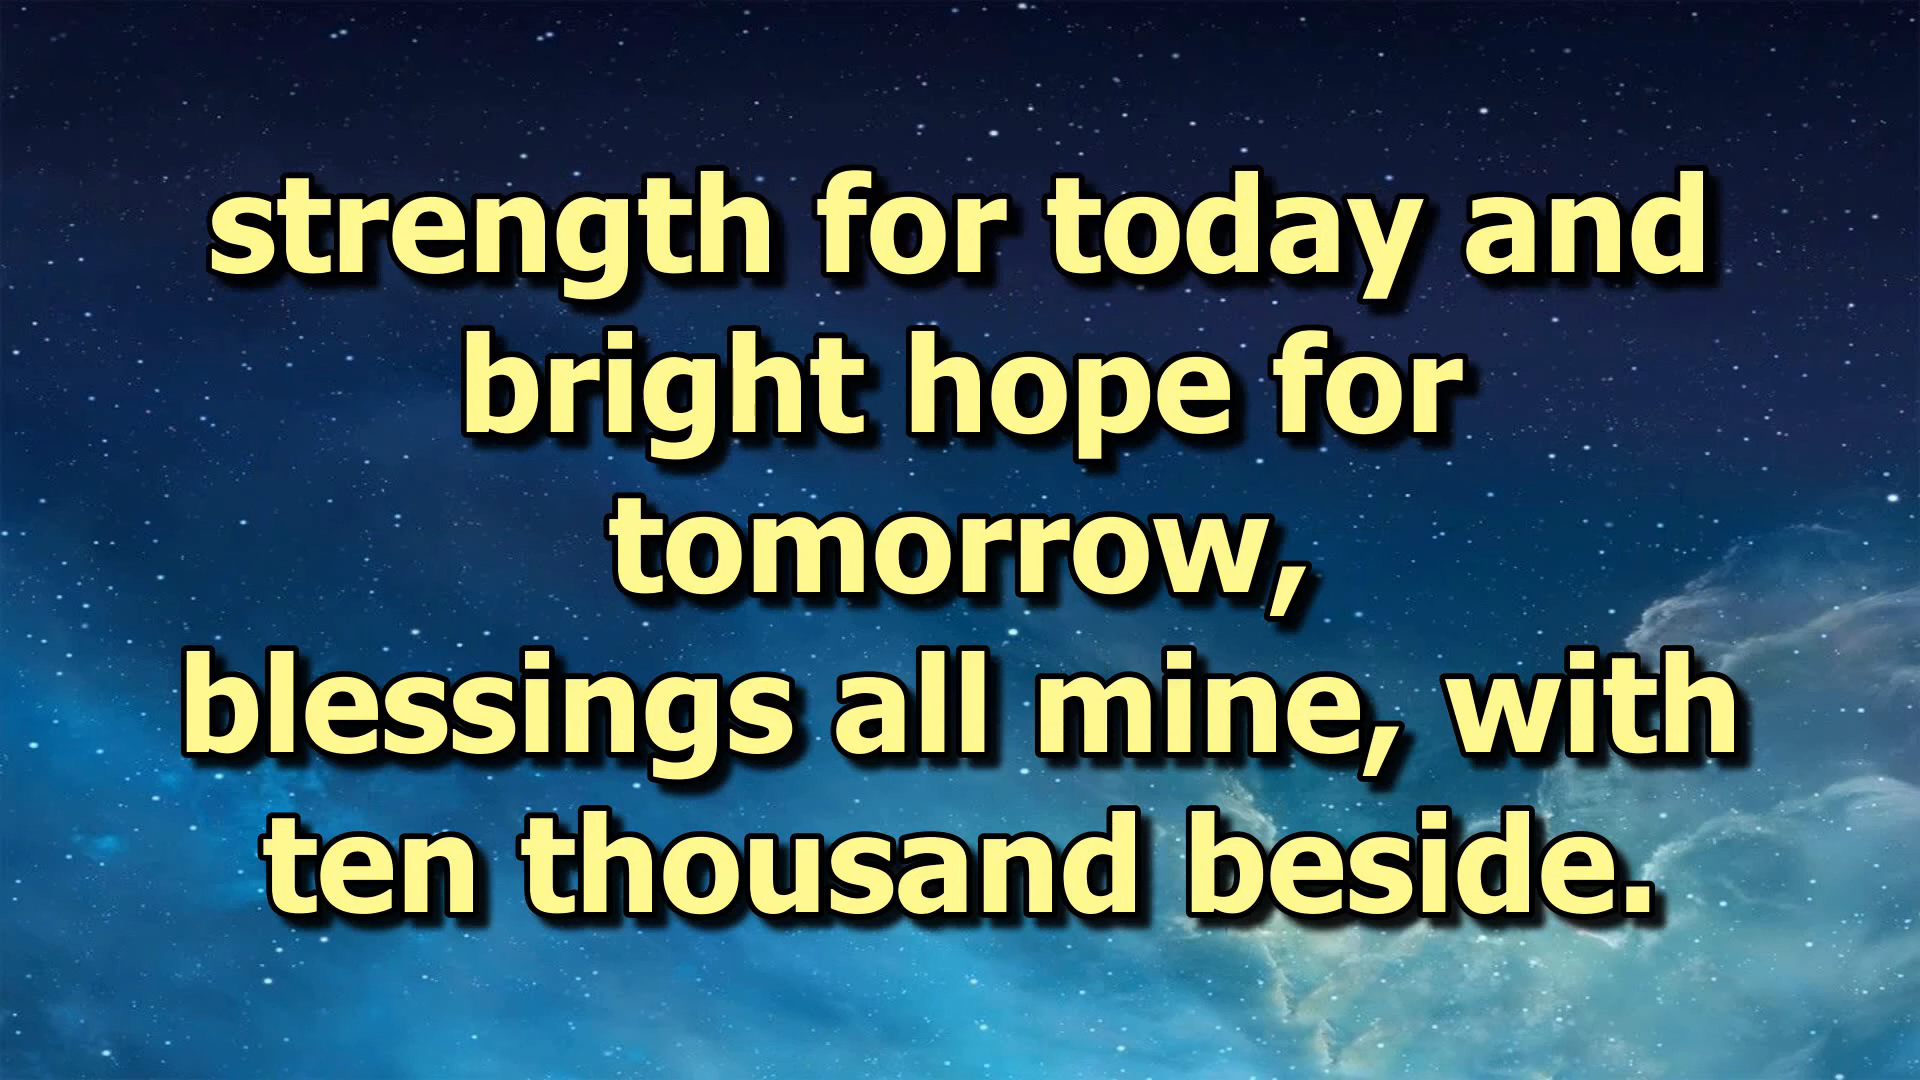 strength for today and
bright hope for
tomorrow,
blessings all mine, with
ten thousand beside.